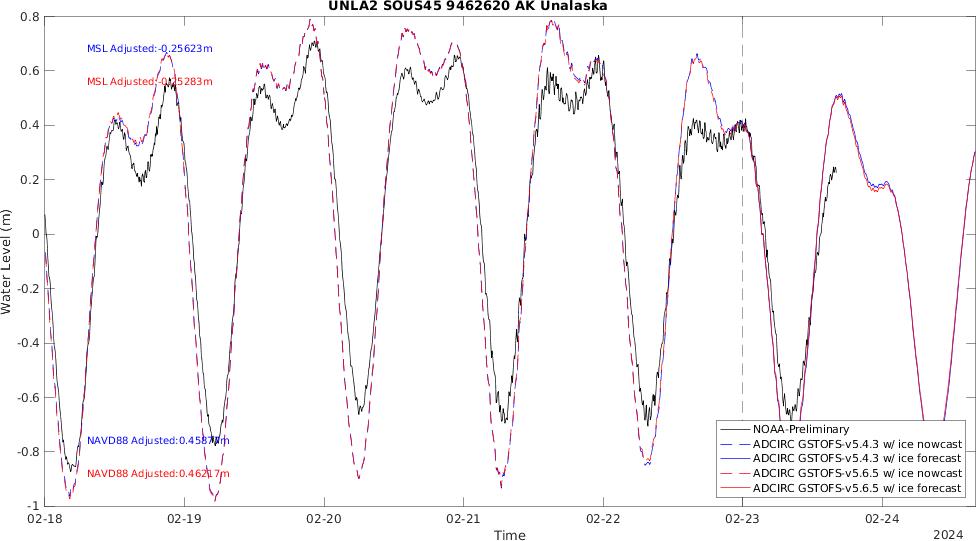 UNLA2 SOUS45 9462620 AK Unalaska
0.8
0.6
0.4
0.2
0
-0.2
-0.4
-0.6
-0.8
-1
Water Level (m)
MSL Adjusted:-0.25623m
MSL Adjusted:-0.25283m
NAVD88 Adjusted:
NAVD88 Adjusted:0.46217m
NOAA-Preliminary
ADCIRC GSTOFS-v5.4.3 w/ ice nowcast
ADCIRC GSTOFS-v5.4.3 w/ ice forecast
ADCIRC GSTOFS-v5.6.5 w/ ice nowcast
ADCIRC GSTOFS-v5.6.5 w/ ice forecast
02-18 02-19 02-20 02-21 02-22 02-23 02-24
Time
2024